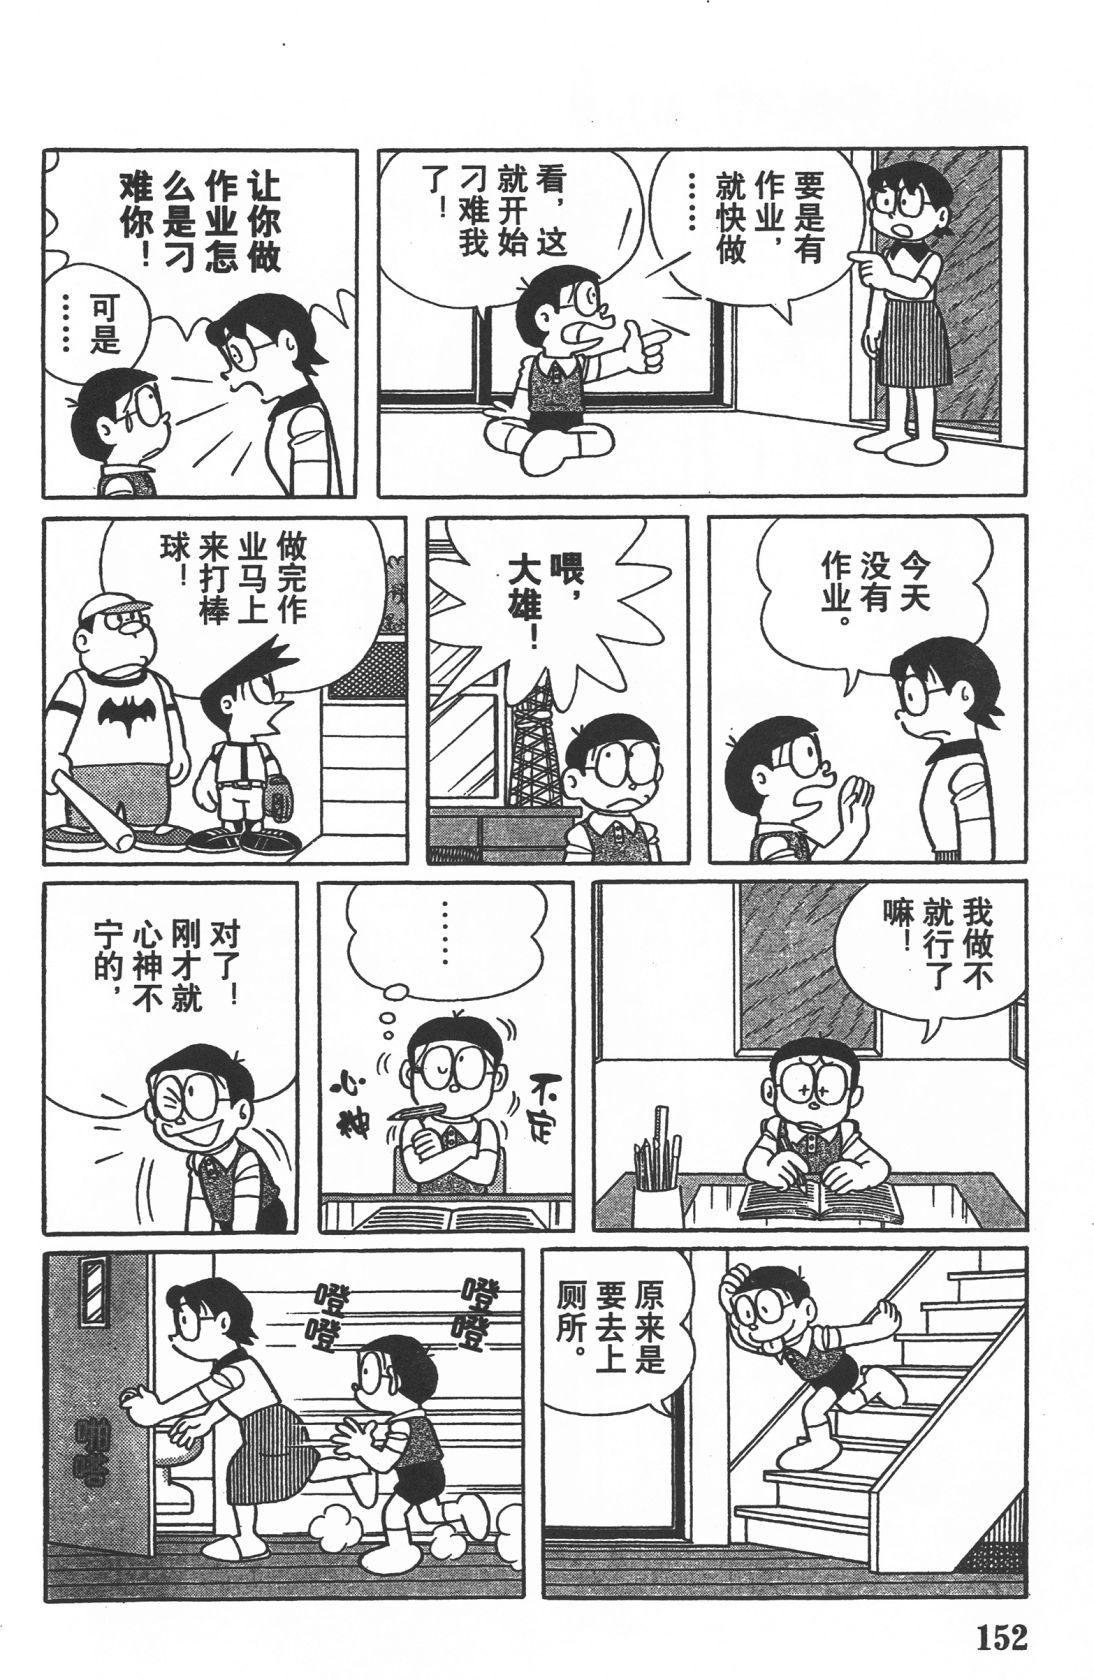 要是有
作业，
就快做
……
看，这
就开始
刁难我
了！
让你做
作业怎
么是刁
难你！
可是
……
今天
没有
作业。
喂，
大雄！
做完作
业马上
来打棒
球！
我做不
就行了
嘛！
……
心神
不定
对了！
刚才就
心神不
宁的，
原来是
要去上
厕所。
噔噔
噔噔
啪嗒
152